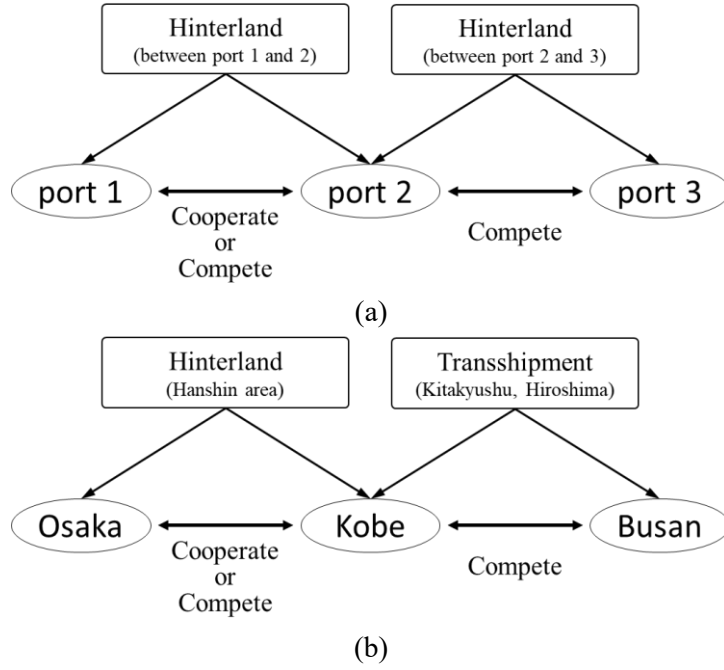 Hinterland
(between port 1 and 2)
Hinterland
(between port 2 and 3)
port 1
port 2
port 3
Cooperate
or
Compete
Compete
(a)
Hinterland
(Hanshin area)
Transshipment
(Kitakyushu, Hiroshima)
Osaka
Kobe
Busan
Cooperate
or
Compete
Compete
(b)